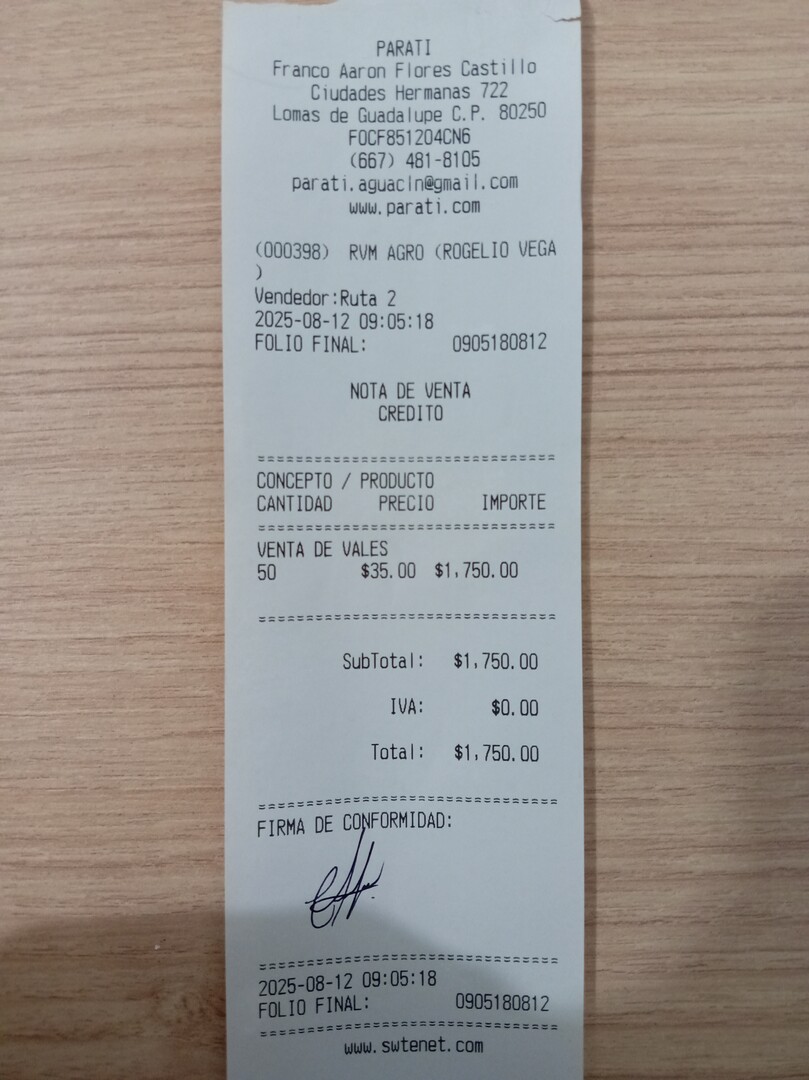 PARATI
Franco Aaron Flores Castillo
Ciudades Hermanas 722
Lomas de Guadalupe C.P. 80250
FOCF851204CN6
(667) 481-8105
parati.aguacln@gmail.com
www.parati.com
(000398) RVM AGRO (ROGELIO VEGA
)
Vendedor:Ruta 2
2025-08-12 09:05:18
FOLIO FINAL: 0905180812
NOTA DE VENTA
CREDITO
================================
CONCEPTO / PRODUCTO
CANTIDAD PRECIO IMPORTE
================================
VENTA DE VALES
50 $35.00 $1,750.00
================================
SubTotal: $1,750.00
IVA: $0.00
Total: $1,750.00
================================
FIRMA DE CONFORMIDAD:
================================
2025-08-12 09:05:18
FOLIO FINAL: 0905180812
================================
www.swtenet.com